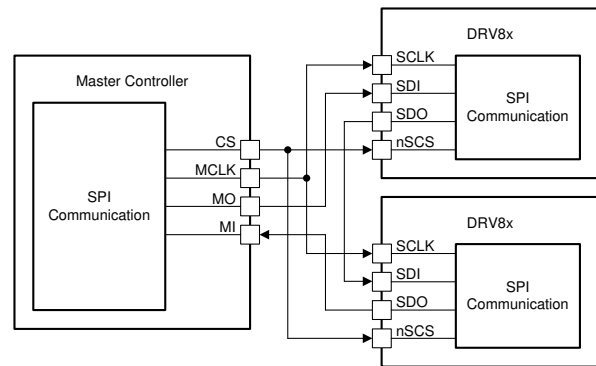 Master Controller
SPI
Communication
CS
MCLK
MO
MI
DRV8x
SCLK
SDI
SDO
nSCS
SPI
Communication
DRV8x
SCLK
SDI
SDO
nSCS
SPI
Communication